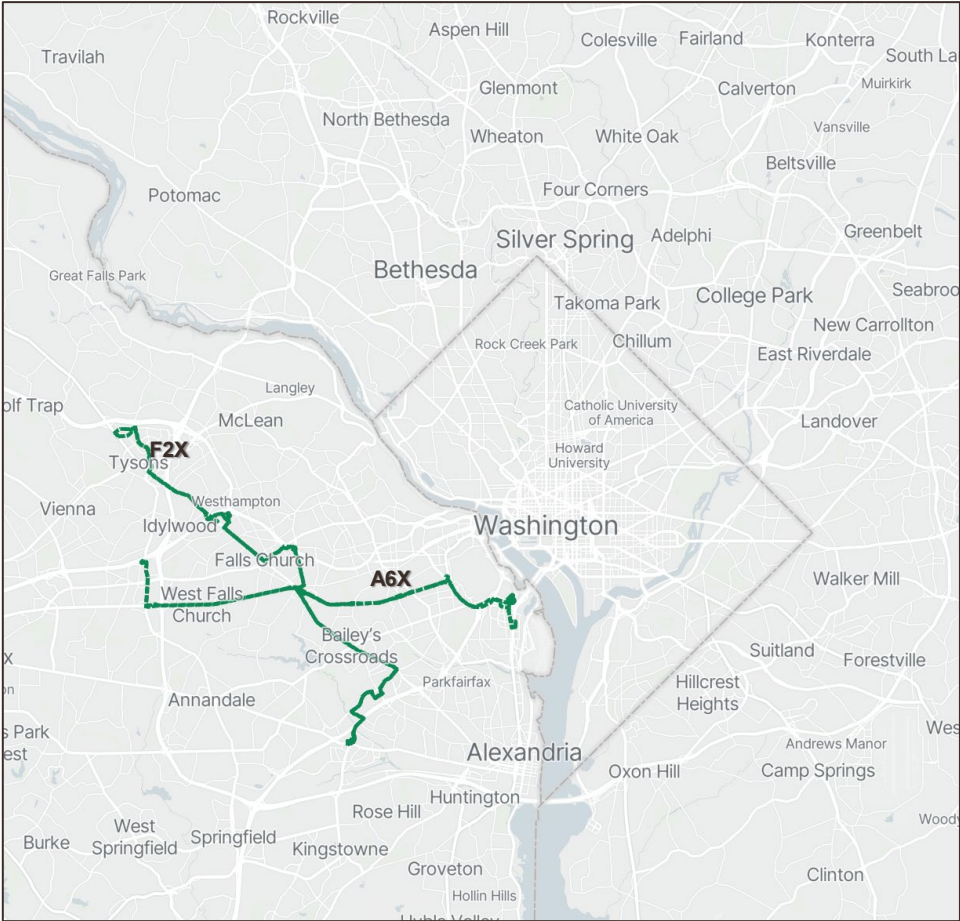 Rockville
Aspen Hill
Colesville
Fairland
Konterra
South La
Travilah
Glenmont
Calverton
Muirkirk
North Bethesda
Wheaton
White Oak
Vansville
Beltsville
Potomac
Four Corners
Greenbelt
Silver Spring
Adelphi
Great Falls Park
Bethesda
Takoma Park
College Park
Seabroo
Rock Creek Park
Chillum
New Carrollton
East Riverdale
Langley
olf Trap
McLean
Catholic University
of America
Landover
F2X
Tysons
Howard
University
Westhampton
Vienna
Idylwood
Washington
Falls Church
A6X
Walker Mill
West Falls
Church
Bailey's
Crossroads
Suitland
Forestville
x
on
Parkfairfax
Hillcrest
Heights
Annandale
s Park
est
Wes
Alexandria
Andrews Manor
Oxon Hill
Camp Springs
Huntington
Rose Hill
Woody
Burke
West
Springfield
Springfield
Kingstowne
Groveton
Clinton
Hollin Hills
Hybla Valley